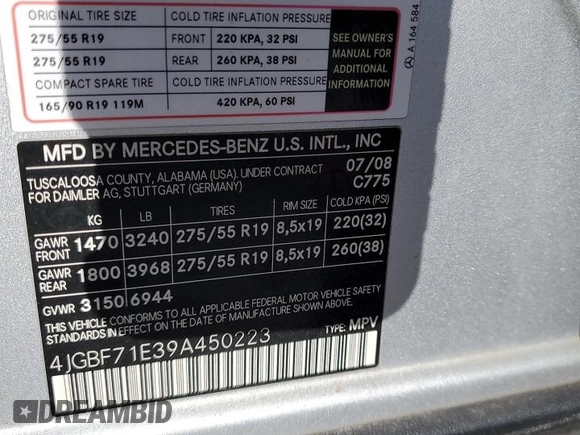 ORIGINAL TIRE SIZE COLD TIRE INFLATION PRESSURE
275/55 R19 FRONT 220 KPA, 32 PSI
275/55 R19 REAR 260 KPA, 38 PSI
COMPACT SPARE TIRE COLD TIRE INFLATION PRESSURE
165/90 R19 119M 420 KPA, 60 PSI
SEE OWNER'S
MANUAL FOR
ADDITIONAL
INFORMATION
A 164 584
MFD BY MERCEDES-BENZ U.S. INTL., INC
TUSCALOOSA COUNTY, ALABAMA (USA). UNDER CONTRACT
FOR DAIMLER AG, STUTTGART (GERMANY)
07/08
C775
KG LB TIRES RIM SIZE COLD KPA (PSI)
GAWR FRONT 1470 3240 275/55 R19 8,5x19 220(32)
GAWR REAR 1800 3968 275/55 R19 8,5x19 260(38)
GVWR 3150 6944
THIS VEHICLE CONFORMS TO ALL APPLICABLE FEDERAL MOTOR VEHICLE SAFETY
STANDARDS IN EFFECT ON THE DATE OF MANUFACTURE SHOWN ABOVE.
4JGBF71E39A450223 TYPE: MPV
DREAMBID